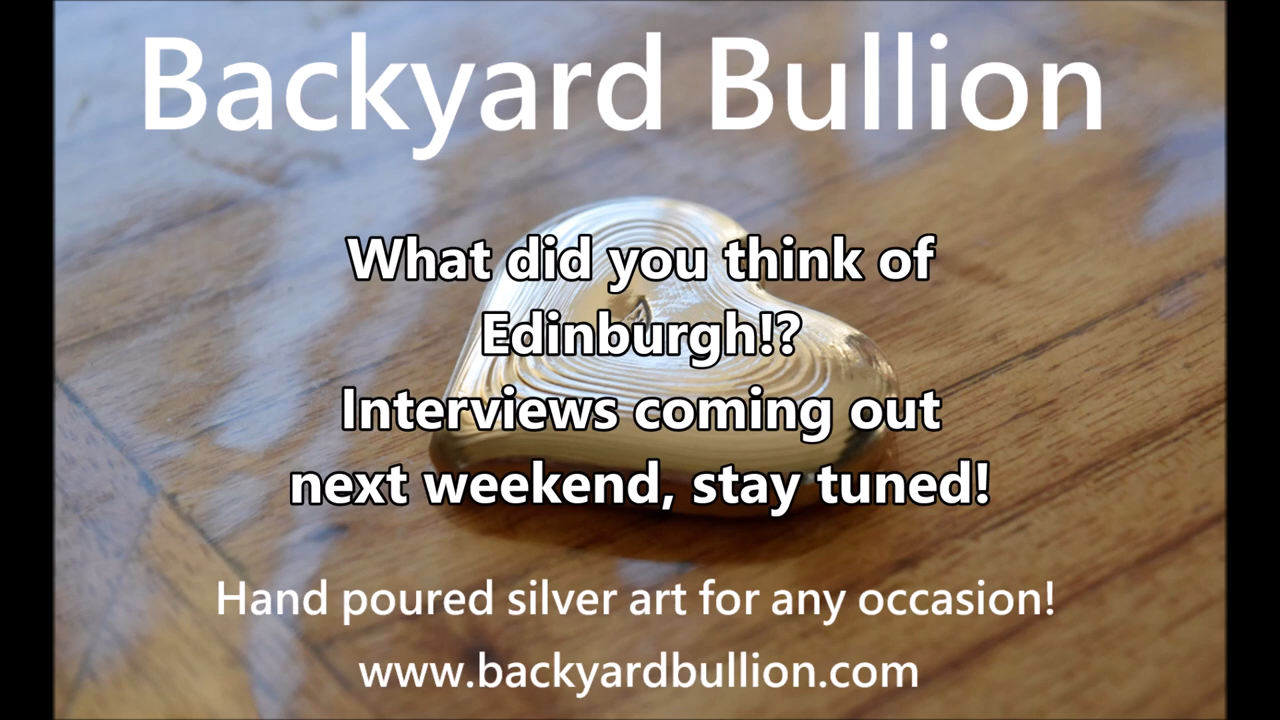 Backyard Bullion
What did you think of
Edinburgh!?
Interviews coming out
next weekend, stay tuned!
Hand poured silver art for any occasion!
www.backyardbullion.com